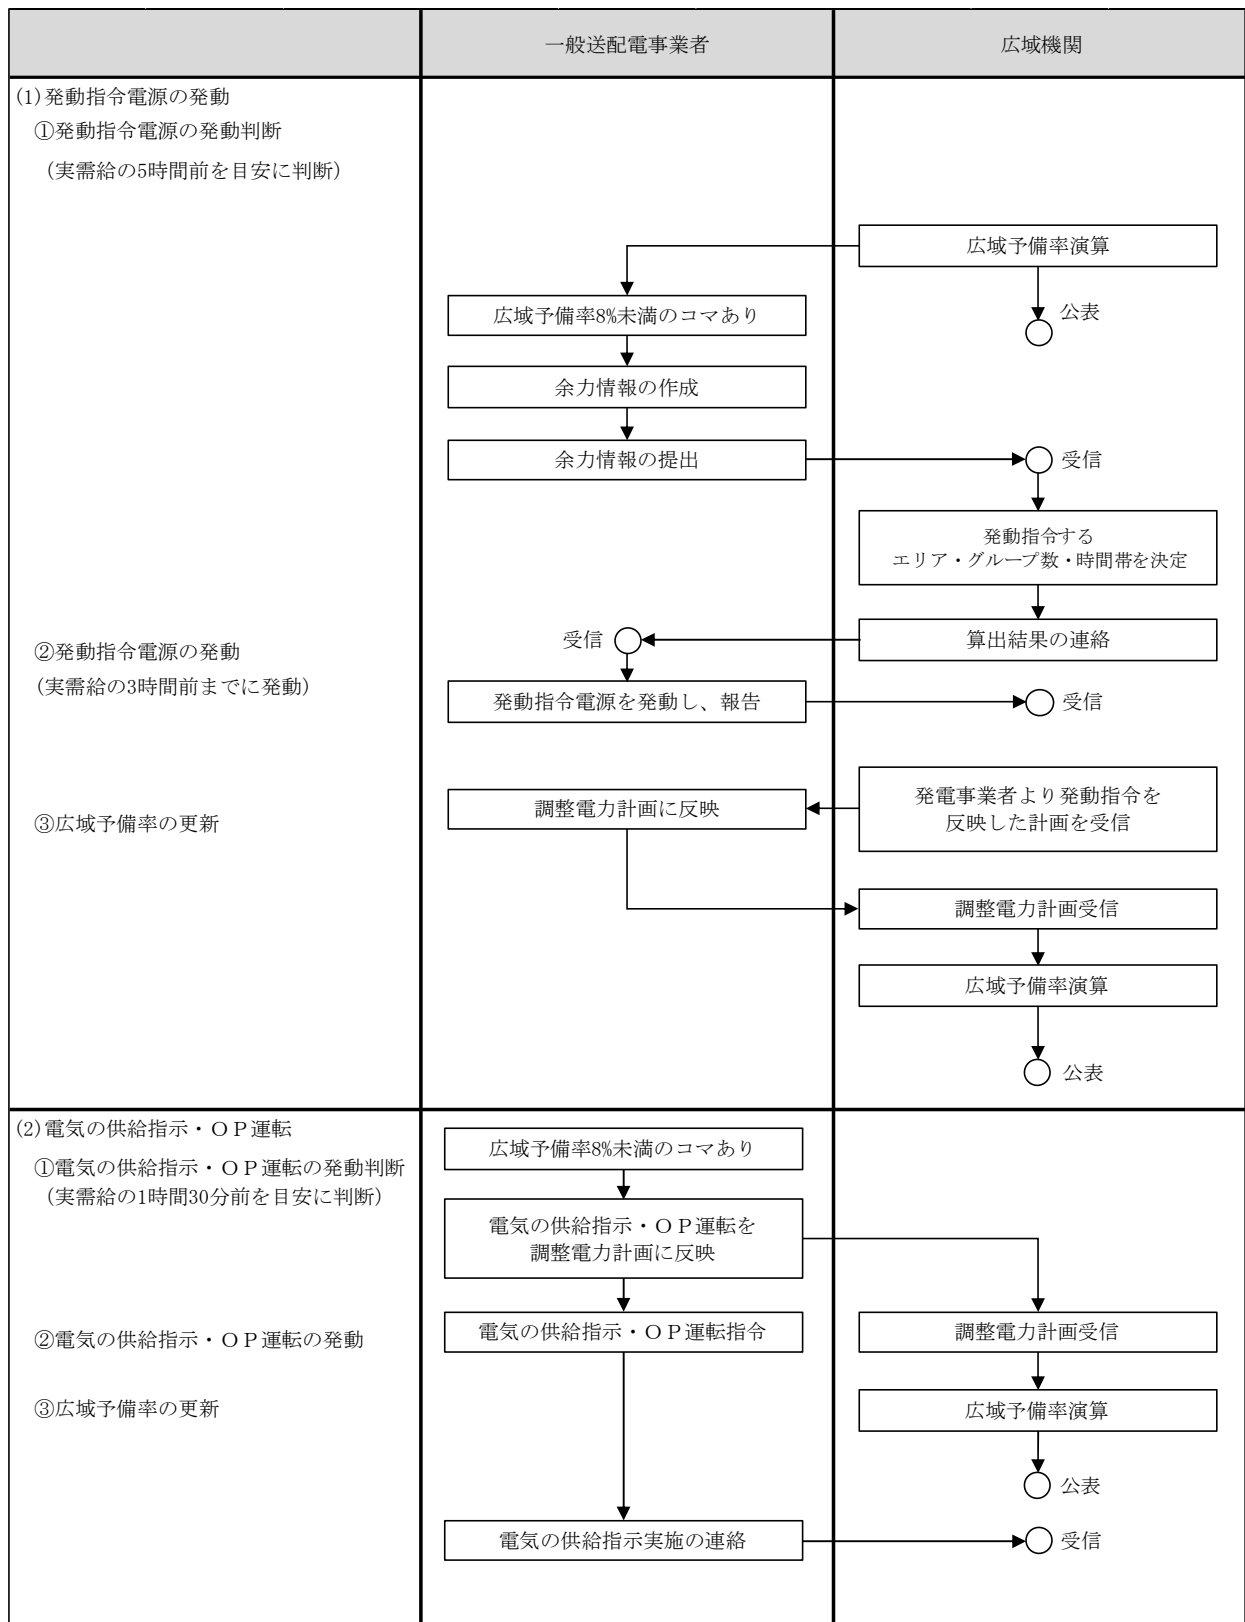 一般送配電事業者
広域機関
(1)発動指令電源の発動
①発動指令電源の発動判断
（実需給の5時間前を目安に判断）
広域予備率演算
公表
広域予備率8%未満のコマあり
余力情報の作成
余力情報の提出
受信
発動指令する
エリア・グループ数・時間帯を決定
算出結果の連絡
受信
②発動指令電源の発動
（実需給の3時間前までに発動）
発動指令電源を発動し、報告
受信
発電事業者より発動指令を
反映した計画を受信
調整電力計画に反映
③広域予備率の更新
調整電力計画受信
広域予備率演算
公表
(2)電気の供給指示・ＯＰ運転
①電気の供給指示・ＯＰ運転の発動判断
（実需給の1時間30分前を目安に判断）
広域予備率8%未満のコマあり
電気の供給指示・ＯＰ運転を
調整電力計画に反映
②電気の供給指示・ＯＰ運転の発動
電気の供給指示・ＯＰ運転指令
調整電力計画受信
③広域予備率の更新
広域予備率演算
公表
電気の供給指示実施の連絡
受信